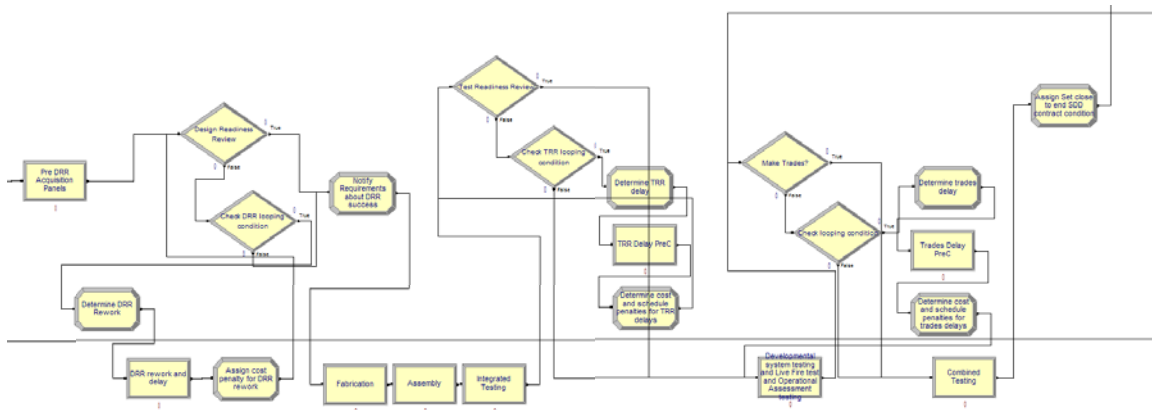 Pre DRR
Acquisition
Panels
Design Readiness
Review
True
False
Check DRR looping
condition
True
False
Notify
Requirements
about DRR
success
Determine DRR
Rework
DRR rework and
delay
Assign cost
penalty for DRR
rework
Fabrication
Assembly
Integrated
Testing
Test Readiness Review
True
False
Check TRR looping
condition
True
False
Determine TRR
delay
TRR Delay PreC
Determine cost
and schedule
penalties for TRR
delays
Make Trades?
True
False
Check looping condition
True
False
Determine trades
delay
Trades Delay
PreC
Determine cost
and schedule
penalties for
trades delays
Developmental
system testing
and Live Fire test
and Operational
Assessment
testing
Combined
Testing
Assign Set close
to end SDD
contract condition